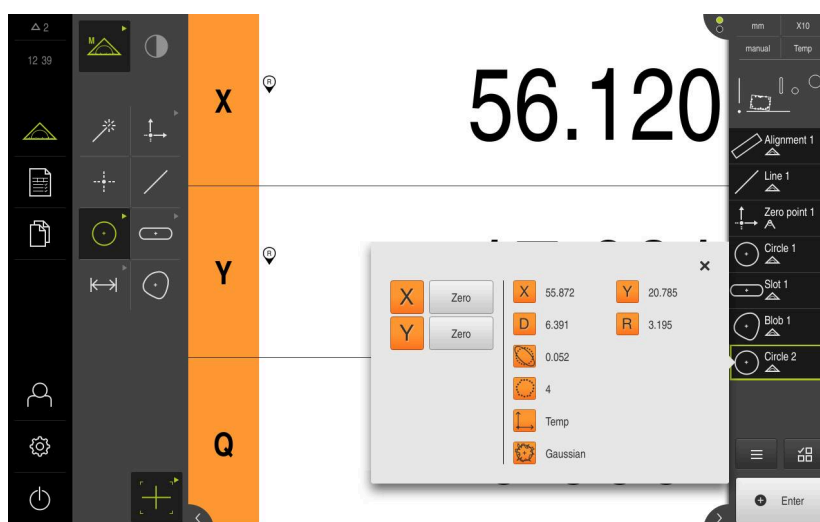 2
12 39
M
X
R
56.120
Y
R
Q
mm X10
manual Temp
Alignment 1
Line 1
Zero point 1
Circle 1
Slot 1
Blob 1
Circle 2
Enter
X Zero
Y Zero
X 55.872 Y 20.785
D 6.391 R 3.195
0.052
4
Temp
Gaussian